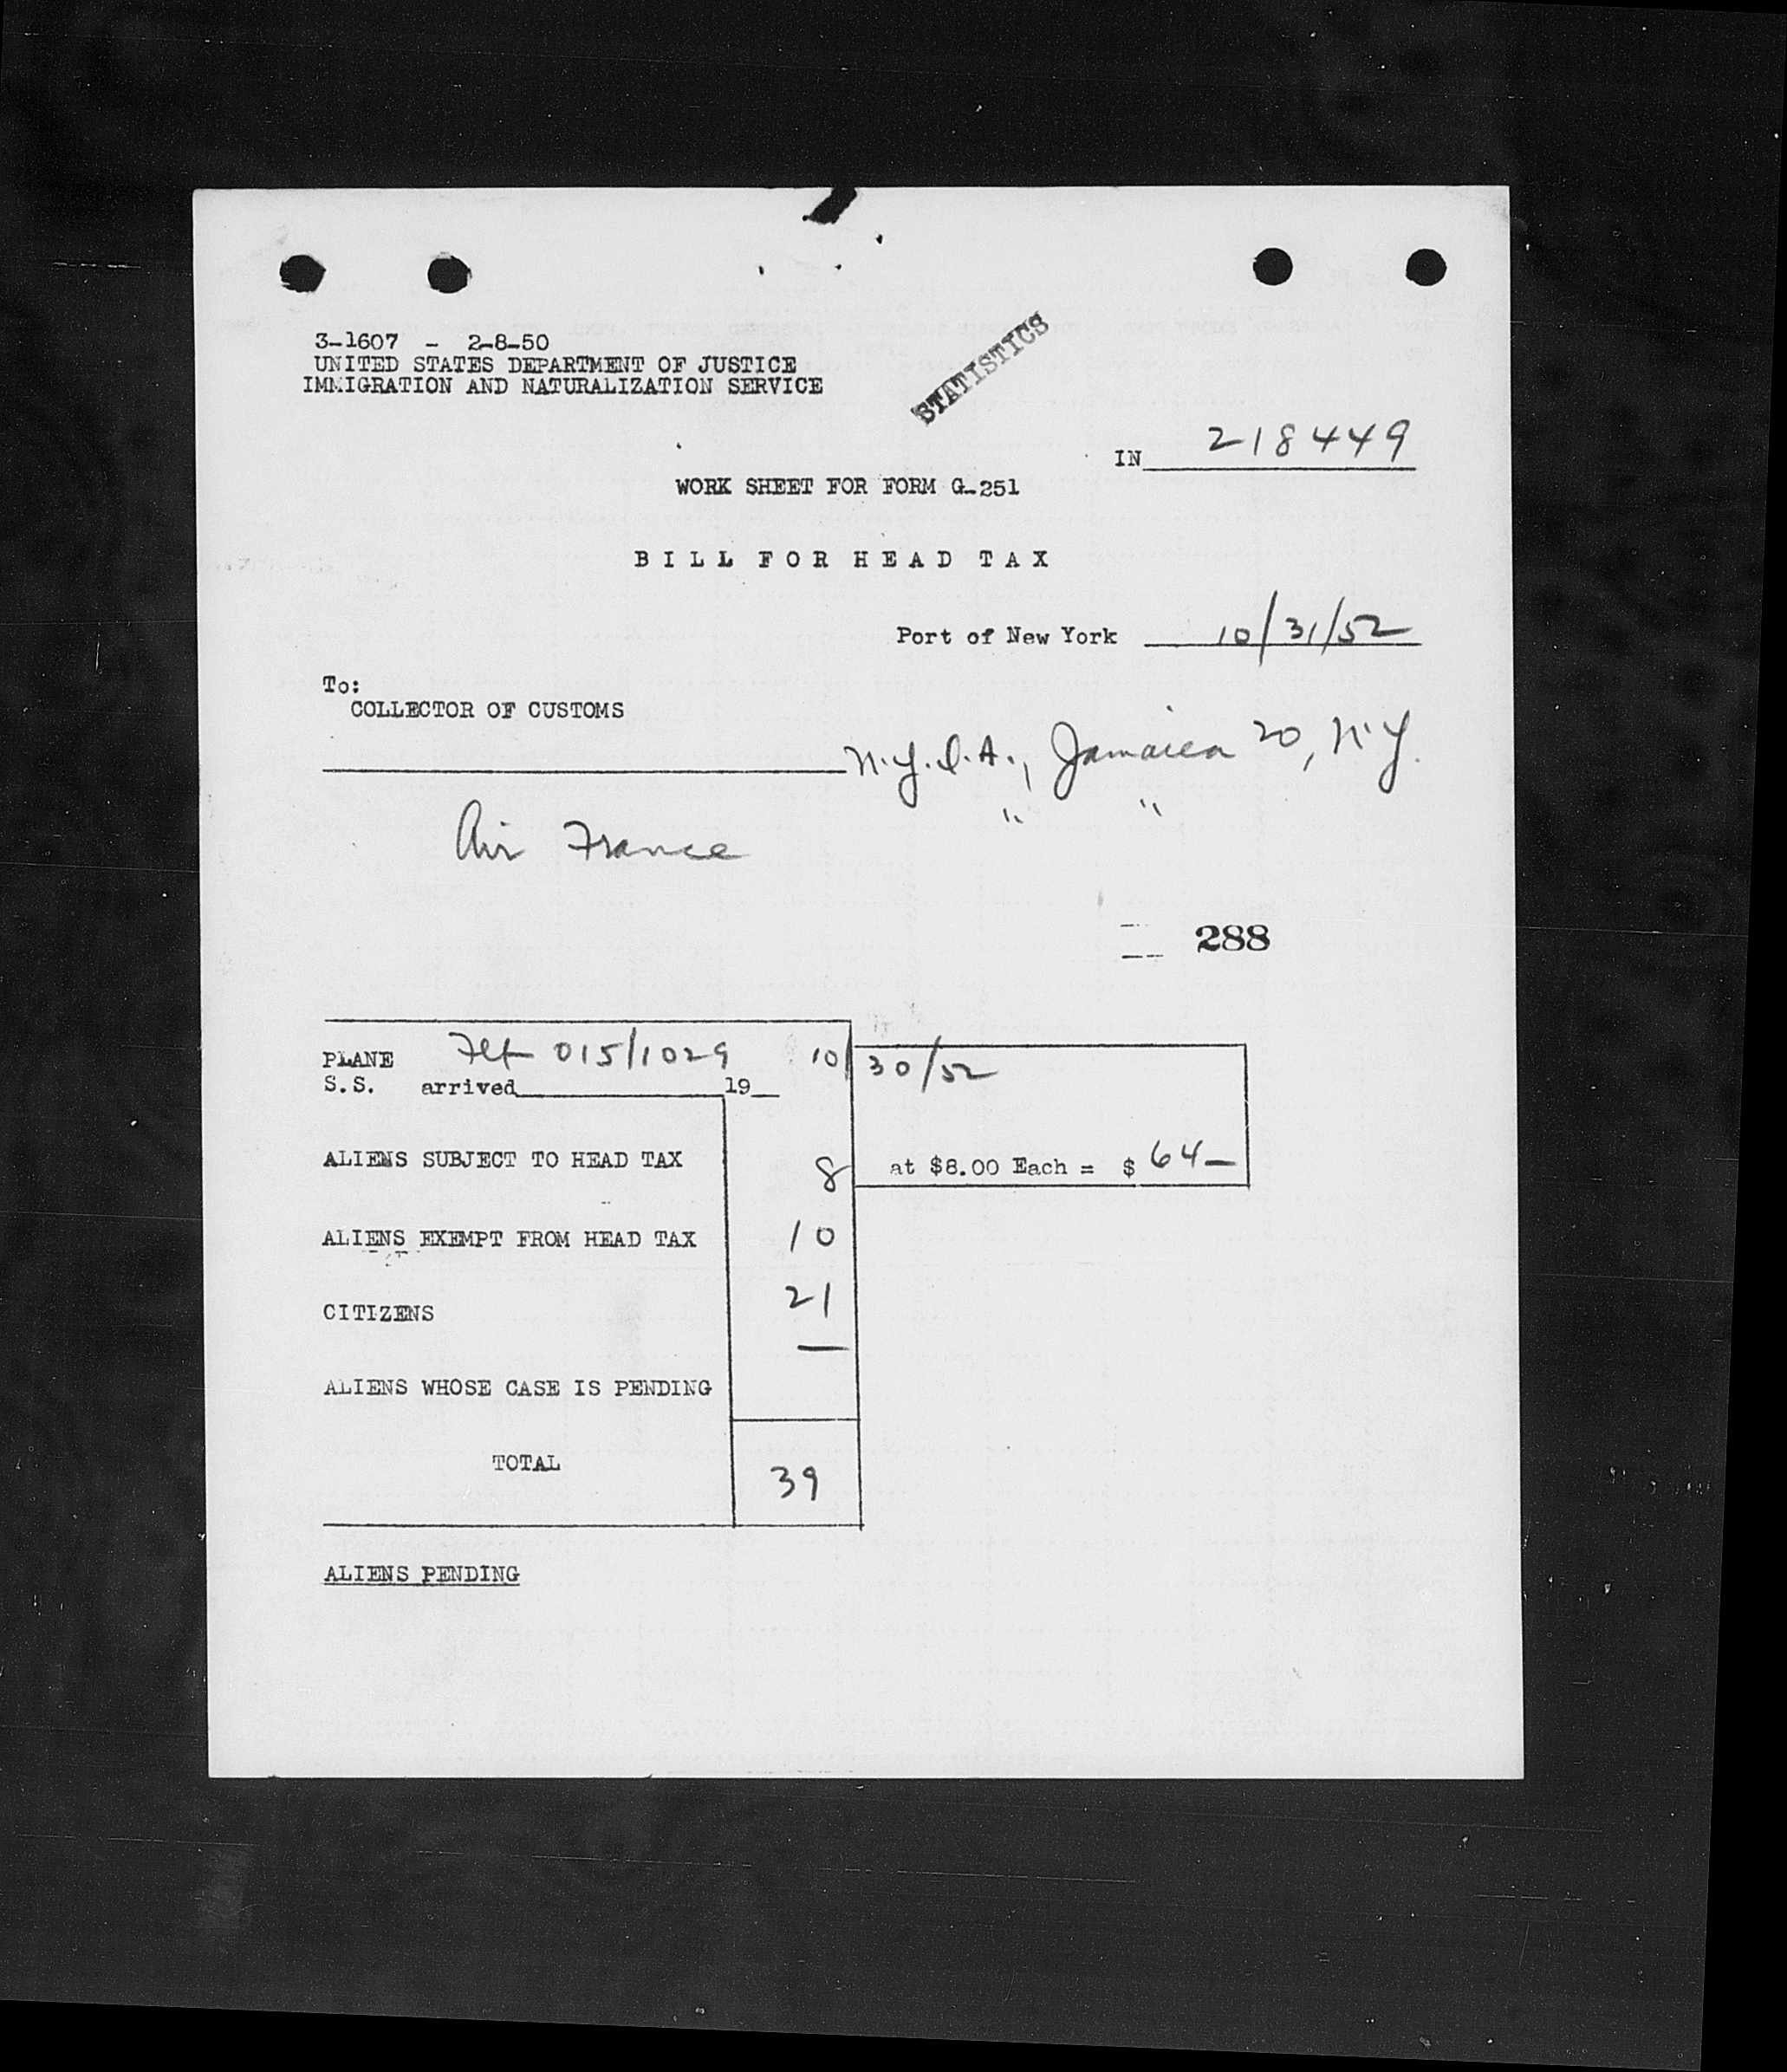 3-1607 - 2-8-50
UNITED STATES DEPARTMENT OF JUSTICE
IMMIGRATION AND NATURALIZATION SERVICE
STATISTICS
IN 218449
WORK SHEET FOR FORM G-251
BILL FOR HEAD TAX
Port of New York 10/31/52
To:
COLLECTOR OF CUSTOMS
N.Y.I.A., Jamaica 20, N.Y.
Air France " "
288
PLANE Flt 015/1029 10/30/52
S.S. arrived 19
ALIENS SUBJECT TO HEAD TAX 8 at $8.00 Each = $ 64—
ALIENS EXEMPT FROM HEAD TAX 10
CITIZENS 21
—
ALIENS WHOSE CASE IS PENDING
TOTAL 39
ALIENS PENDING